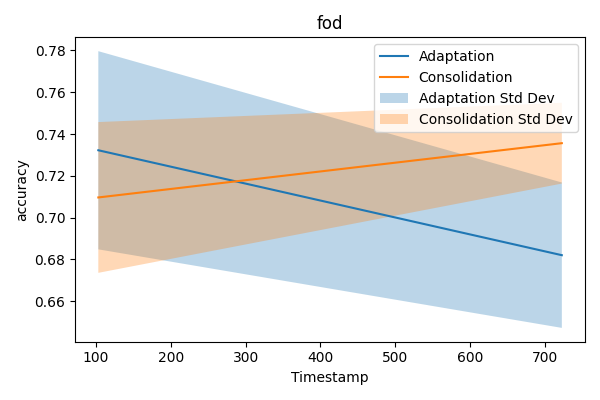 fod
accuracy
0.78
0.76
0.74
0.72
0.70
0.68
0.66
Adaptation
Consolidation
Adaptation Std Dev
Consolidation Std Dev
100 200 300 400 500 600 700
Timestamp